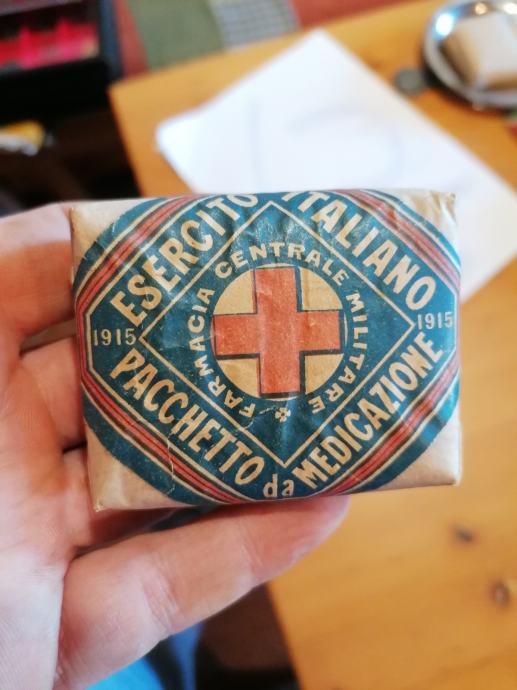 ESERCITO ITALIANO
FARMACIA CENTRALE MILITARE
1915
1915
PACCHETTO da MEDICAZIONE